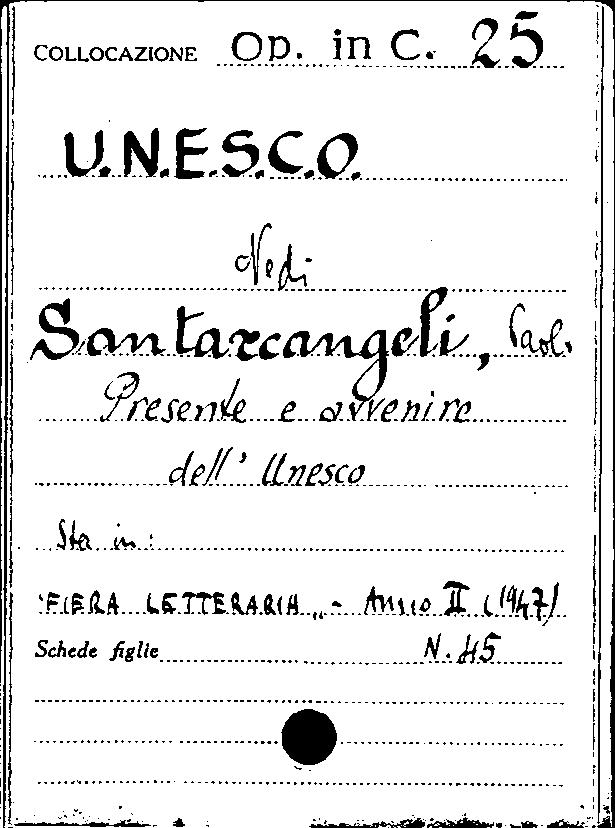 COLLOCAZIONE Op. in C. 25
U.N.E.S.C.O.
Vedi
Santarcangeli, Paolo
Presente e avvenire
dell' Unesco
Sta in:
"FIERA LETTERARIA" - Anno II (1947)
Schede figlie N. 45